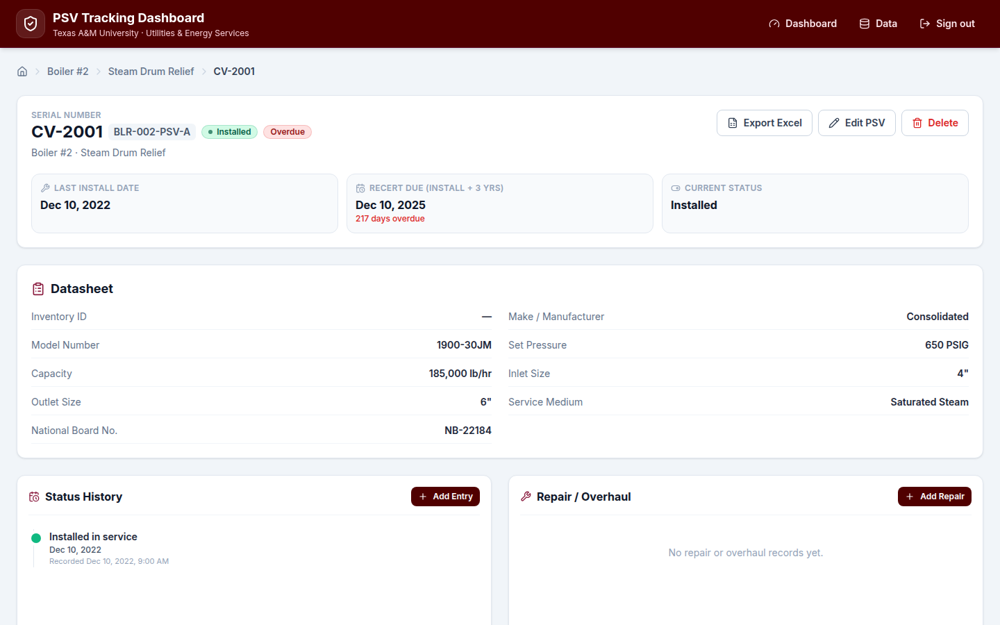 PSV Tracking Dashboard
Texas A&M University · Utilities & Energy Services
Dashboard
Data
Sign out
Boiler #2
Steam Drum Relief
CV-2001
SERIAL NUMBER
CV-2001 BLR-002-PSV-A Installed Overdue
Boiler #2 · Steam Drum Relief
Export Excel
Edit PSV
Delete
LAST INSTALL DATE
Dec 10, 2022
RECERT DUE (INSTALL + 3 YRS)
Dec 10, 2025
217 days overdue
CURRENT STATUS
Installed
Datasheet
Inventory ID —
Make / Manufacturer Consolidated
Model Number 1900-30JM
Set Pressure 650 PSIG
Capacity 185,000 lb/hr
Inlet Size 4"
Outlet Size 6"
Service Medium Saturated Steam
National Board No. NB-22184
Status History
Add Entry
Installed in service
Dec 10, 2022
Recorded Dec 10, 2022, 9:00 AM
Repair / Overhaul
Add Repair
No repair or overhaul records yet.